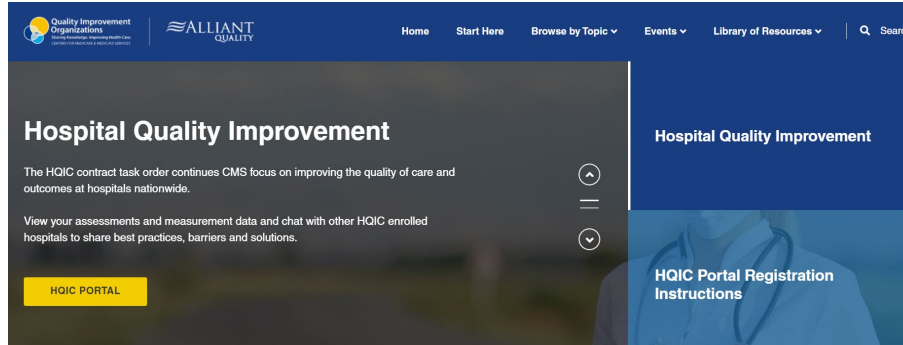 Quality Improvement
Organizations
Sharing Knowledge. Improving Health Care.
CENTERS FOR MEDICARE & MEDICAID SERVICES
ALLIANT
QUALITY
Home Start Here Browse by Topic Events Library of Resources
Hospital Quality Improvement
The HQIC contract task order continues CMS focus on improving the quality of care and
outcomes at hospitals nationwide.
View your assessments and measurement data and chat with other HQIC enrolled
hospitals to share best practices, barriers and solutions.
HQIC PORTAL
Hospital Quality Improvement
HQIC Portal Registration
Instructions